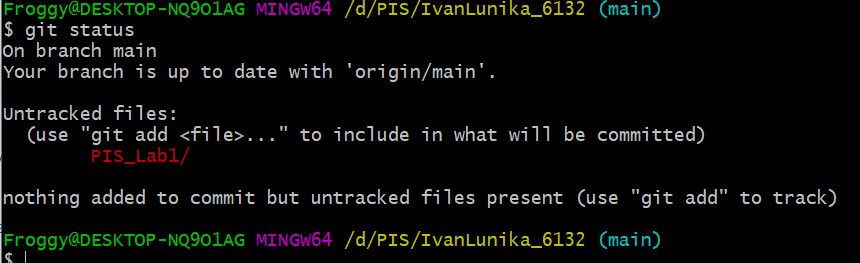 Froggy@DESKTOP-NQ9O1AG MINGW64 /d/PIS/IvanLunika_6132 (main)
$ git status
On branch main
Your branch is up to date with 'origin/main'.
Untracked files:
  (use "git add <file>..." to include in what will be committed)
        PIS_Lab1/
nothing added to commit but untracked files present (use "git add" to track)
Froggy@DESKTOP-NQ9O1AG MINGW64 /d/PIS/IvanLunika_6132 (main)
$